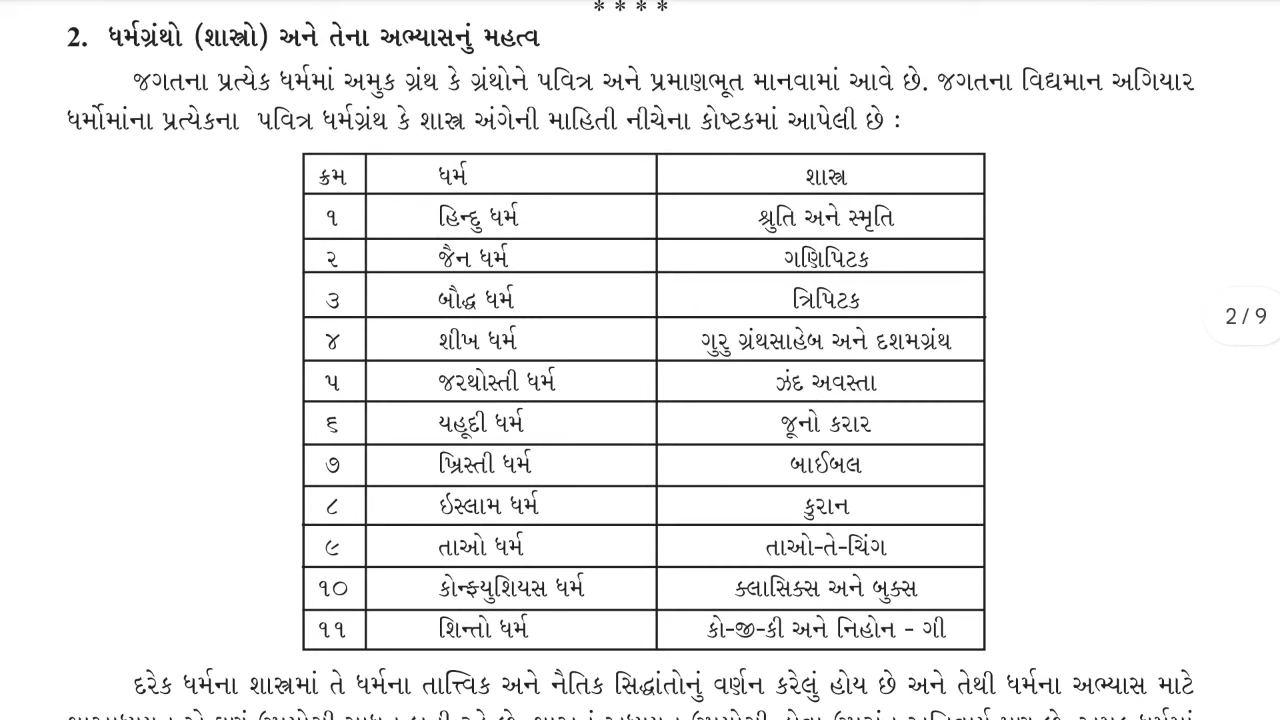 * * * *
2. ધર્મગ્રંથો (શાસ્ત્રો) અને તેના અભ્યાસનું મહત્વ
જગતના પ્રત્યેક ધર્મમાં અમુક ગ્રંથ કે ગ્રંથોને પવિત્ર અને પ્રમાણભૂત માનવામાં આવે છે. જગતના વિદ્યમાન અગિયાર
ધર્મોમાંના પ્રત્યેકના પવિત્ર ધર્મગ્રંથ કે શાસ્ત્ર અંગેની માહિતી નીચેના કોષ્ટકમાં આપેલી છે :
ક્રમ ધર્મ શાસ્ત્ર
૧ હિન્દુ ધર્મ શ્રુતિ અને સ્મૃતિ
૨ જૈન ધર્મ ગણિપિટક
૩ બૌદ્ધ ધર્મ ત્રિપિટક
૪ શીખ ધર્મ ગુરુ ગ્રંથસાહેબ અને દશમગ્રંથ
૫ જરથોસ્તી ધર્મ ઝંદ અવસ્તા
૬ યહૂદી ધર્મ જૂનો કરાર
૭ ખ્રિસ્તી ધર્મ બાઈબલ
૮ ઇસ્લામ ધર્મ કુરાન
૯ તાઓ ધર્મ તાઓ-તે-ચિંગ
૧૦ કોન્ફ્યુશિયસ ધર્મ ક્લાસિક્સ અને બુક્સ
૧૧ શિન્તો ધર્મ કો-જી-કી અને નિહોન - ગી
2 / 9
દરેક ધર્મના શાસ્ત્રમાં તે ધર્મના તાત્ત્વિક અને નૈતિક સિદ્ધાંતોનું વર્ણન કરેલું હોય છે અને તેથી ધર્મના અભ્યાસ માટે